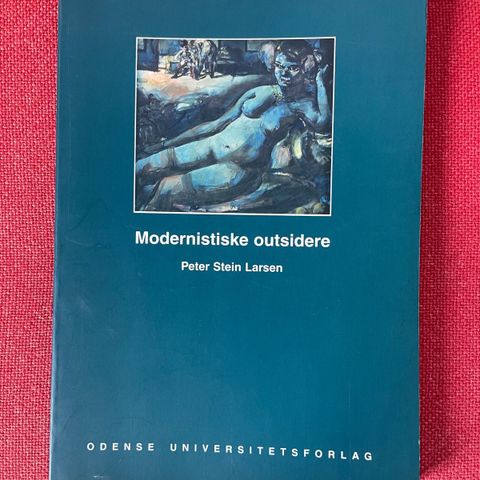 Modernistiske outsidere
Peter Stein Larsen
ODENSE UNIVERSITETSFORLAG